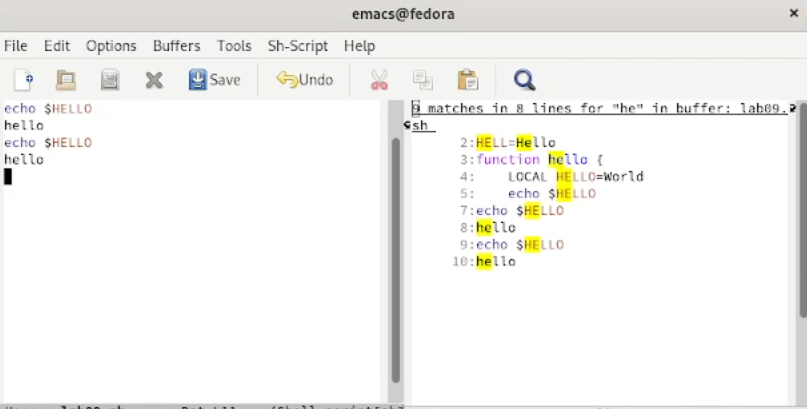 emacs@fedora
File Edit Options Buffers Tools Sh-Script Help
Save Undo
echo $HELLO
hello
echo $HELLO
hello
9 matches in 8 lines for "he" in buffer: lab09.
sh
2:HELL=Hello
3:function hello {
4:    LOCAL HELLO=World
5:    echo $HELLO
7:echo $HELLO
8:hello
9:echo $HELLO
10:hello